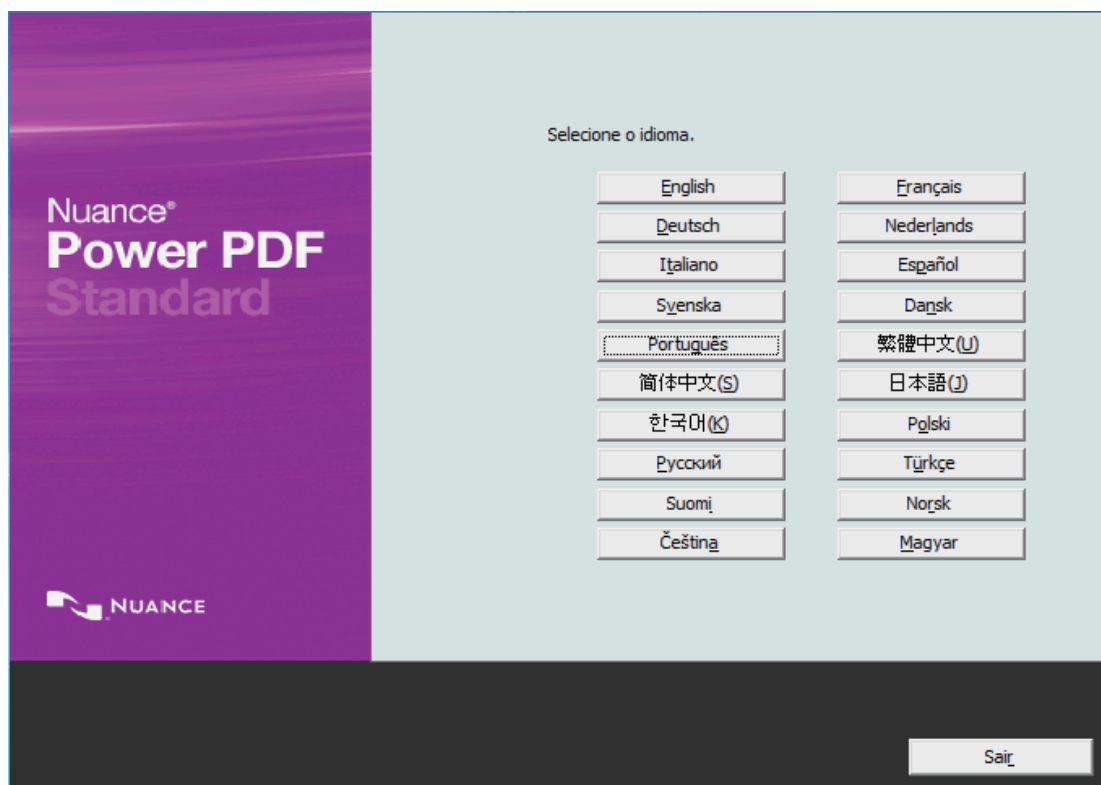 Selecione o idioma.
Nuance®
Power PDF
Standard
English
Français
Deutsch
Nederlands
Italiano
Español
Svenska
Dansk
Português
繁體中文(U)
简体中文(S)
日本語(J)
한국어(K)
Polski
Русский
Türkçe
Suomi
Norsk
Čeština
Magyar
NUANCE
Sair